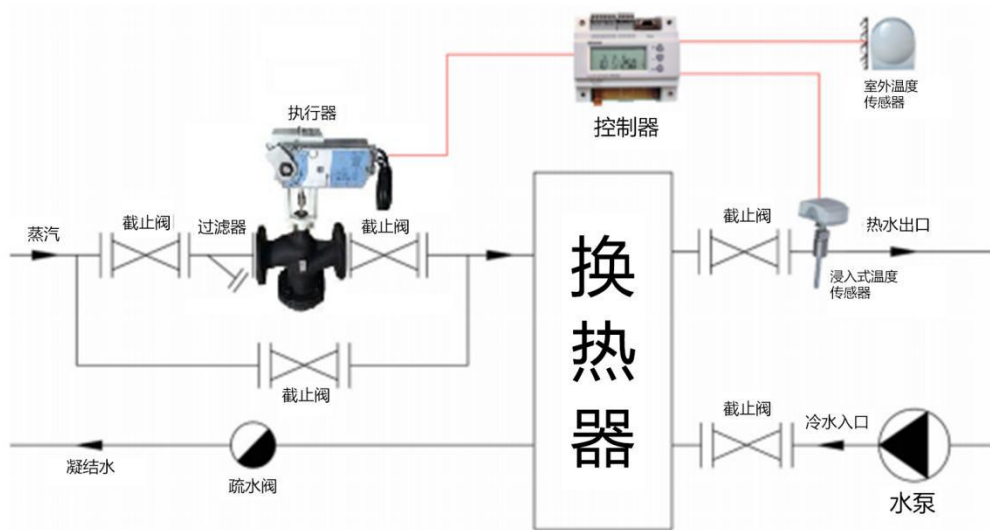 执行器
控制器
室外温度
传感器
蒸汽
截止阀
过滤器
截止阀
截止阀
热水出口
浸入式温度
传感器
换
热
器
截止阀
截止阀
冷水入口
凝结水
疏水阀
水泵